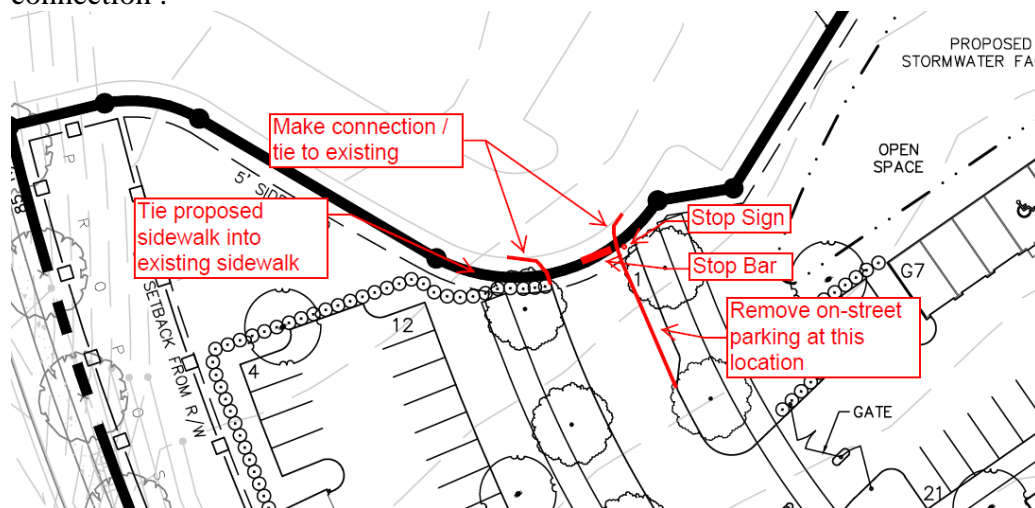 connection .
PROPOSED
STORMWATER FA
Make connection /
tie to existing
OPEN
SPACE
5' SIDE
Tie proposed
sidewalk into
existing sidewalk
Stop Sign
Stop Bar
1
G7
Remove on-street
parking at this
location
12
4
85
PROPOS
SETBACK FROM R/W
GATE
21